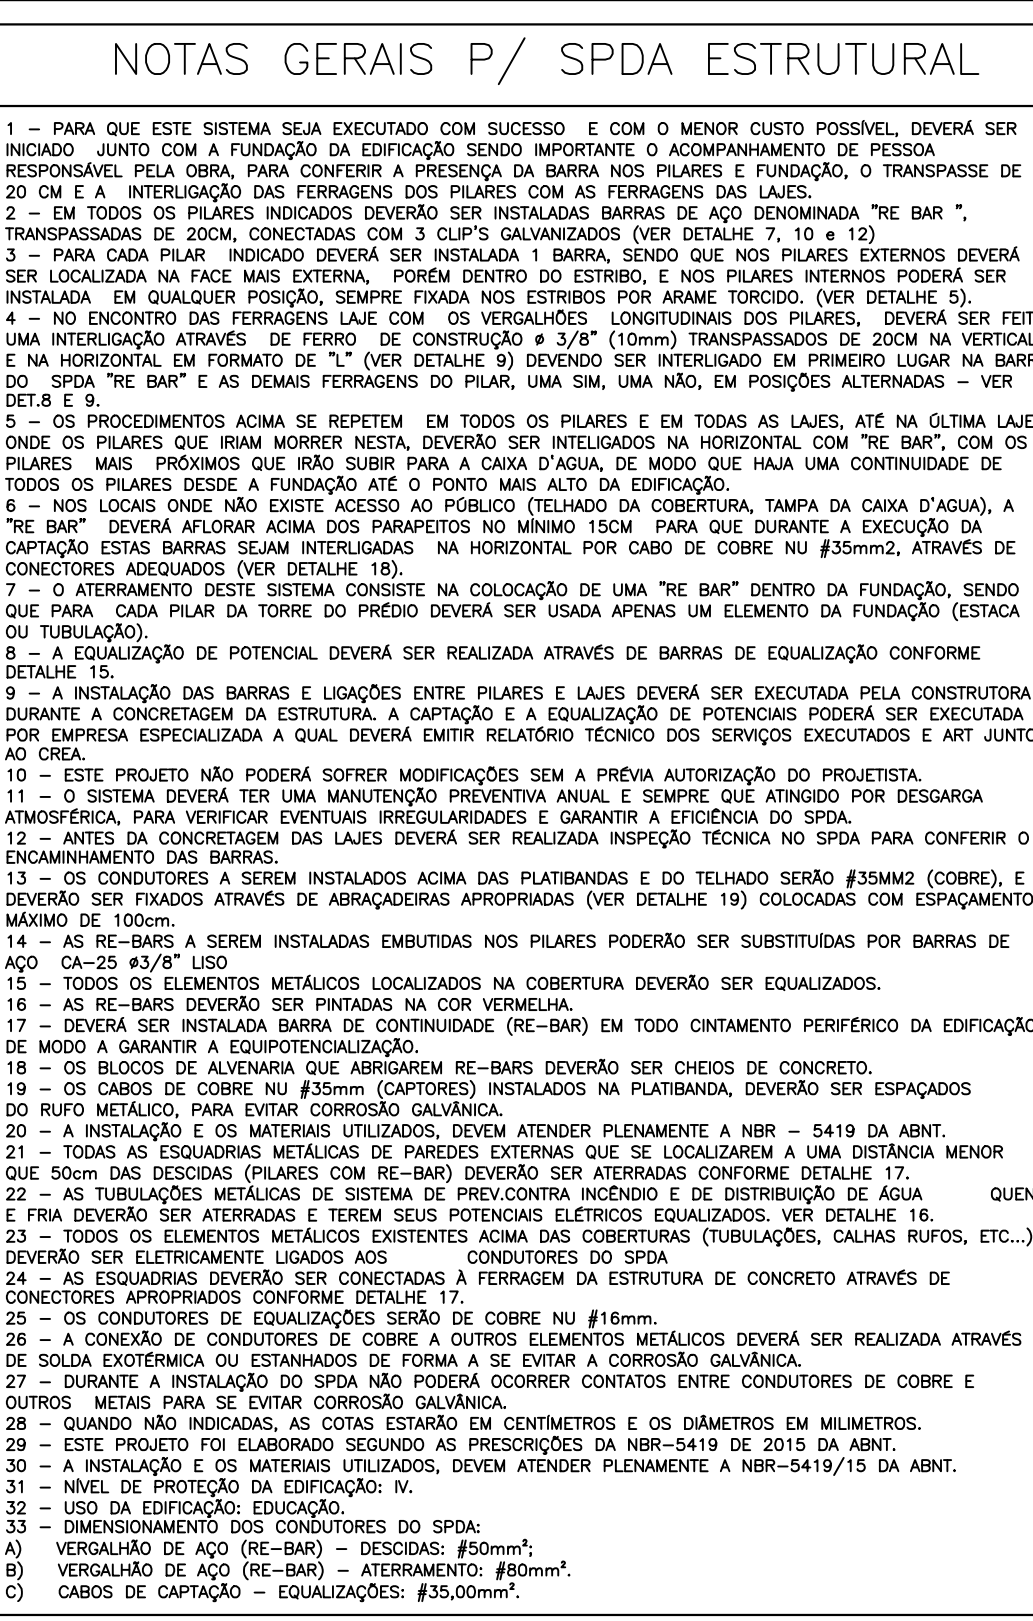 NOTAS GERAIS P/ SPDA ESTRUTURAL
1 – PARA QUE ESTE SISTEMA SEJA EXECUTADO COM SUCESSO E COM O MENOR CUSTO POSSÍVEL, DEVERÁ SER
INICIADO JUNTO COM A FUNDAÇÃO DA EDIFICAÇÃO SENDO IMPORTANTE O ACOMPANHAMENTO DE PESSOA
RESPONSÁVEL PELA OBRA, PARA CONFERIR A PRESENÇA DA BARRA NOS PILARES E FUNDAÇÃO, O TRANSPASSE DE
20 CM E A INTERLIGAÇÃO DAS FERRAGENS DOS PILARES COM AS FERRAGENS DAS LAJES.
2 – EM TODOS OS PILARES INDICADOS DEVERÃO SER INSTALADAS BARRAS DE AÇO DENOMINADA "RE BAR ",
TRANSPASSADAS DE 20CM, CONECTADAS COM 3 CLIP'S GALVANIZADOS (VER DETALHE 7, 10 e 12)
3 – PARA CADA PILAR INDICADO DEVERÁ SER INSTALADA 1 BARRA, SENDO QUE NOS PILARES EXTERNOS DEVERÁ
SER LOCALIZADA NA FACE MAIS EXTERNA, PORÉM DENTRO DO ESTRIBO, E NOS PILARES INTERNOS PODERÁ SER
INSTALADA EM QUALQUER POSIÇÃO, SEMPRE FIXADA NOS ESTRIBOS POR ARAME TORCIDO. (VER DETALHE 5).
4 – NO ENCONTRO DAS FERRAGENS LAJE COM OS VERGALHÕES LONGITUDINAIS DOS PILARES, DEVERÁ SER FEIT
UMA INTERLIGAÇÃO ATRAVÉS DE FERRO DE CONSTRUÇÃO ø 3/8" (10mm) TRANSPASSADOS DE 20CM NA VERTICAL
E NA HORIZONTAL EM FORMATO DE "L" (VER DETALHE 9) DEVENDO SER INTERLIGADO EM PRIMEIRO LUGAR NA BARR
DO SPDA "RE BAR" E AS DEMAIS FERRAGENS DO PILAR, UMA SIM, UMA NÃO, EM POSIÇÕES ALTERNADAS – VER
DET.8 E 9.
5 – OS PROCEDIMENTOS ACIMA SE REPETEM EM TODOS OS PILARES E EM TODAS AS LAJES, ATÉ NA ÚLTIMA LAJE
ONDE OS PILARES QUE IRIAM MORRER NESTA, DEVERÃO SER INTELIGADOS NA HORIZONTAL COM "RE BAR", COM OS
PILARES MAIS PRÓXIMOS QUE IRÃO SUBIR PARA A CAIXA D'AGUA, DE MODO QUE HAJA UMA CONTINUIDADE DE
TODOS OS PILARES DESDE A FUNDAÇÃO ATÉ O PONTO MAIS ALTO DA EDIFICAÇÃO.
6 – NOS LOCAIS ONDE NÃO EXISTE ACESSO AO PÚBLICO (TELHADO DA COBERTURA, TAMPA DA CAIXA D'AGUA), A
"RE BAR" DEVERÁ AFLORAR ACIMA DOS PARAPEITOS NO MÍNIMO 15CM PARA QUE DURANTE A EXECUÇÃO DA
CAPTAÇÃO ESTAS BARRAS SEJAM INTERLIGADAS NA HORIZONTAL POR CABO DE COBRE NU #35mm2, ATRAVÉS DE
CONECTORES ADEQUADOS (VER DETALHE 18).
7 – O ATERRAMENTO DESTE SISTEMA CONSISTE NA COLOCAÇÃO DE UMA "RE BAR" DENTRO DA FUNDAÇÃO, SENDO
QUE PARA CADA PILAR DA TORRE DO PRÉDIO DEVERÁ SER USADA APENAS UM ELEMENTO DA FUNDAÇÃO (ESTACA
OU TUBULAÇÃO).
8 – A EQUALIZAÇÃO DE POTENCIAL DEVERÁ SER REALIZADA ATRAVÉS DE BARRAS DE EQUALIZAÇÃO CONFORME
DETALHE 15.
9 – A INSTALAÇÃO DAS BARRAS E LIGAÇÕES ENTRE PILARES E LAJES DEVERÁ SER EXECUTADA PELA CONSTRUTORA
DURANTE A CONCRETAGEM DA ESTRUTURA. A CAPTAÇÃO E A EQUALIZAÇÃO DE POTENCIAIS PODERÁ SER EXECUTADA
POR EMPRESA ESPECIALIZADA A QUAL DEVERÁ EMITIR RELATÓRIO TÉCNICO DOS SERVIÇOS EXECUTADOS E ART JUNTO
AO CREA.
10 – ESTE PROJETO NÃO PODERÁ SOFRER MODIFICAÇÕES SEM A PRÉVIA AUTORIZAÇÃO DO PROJETISTA.
11 – O SISTEMA DEVERÁ TER UMA MANUTENÇÃO PREVENTIVA ANUAL E SEMPRE QUE ATINGIDO POR DESGARGA
ATMOSFÉRICA, PARA VERIFICAR EVENTUAIS IRREGULARIDADES E GARANTIR A EFICIÊNCIA DO SPDA.
12 – ANTES DA CONCRETAGEM DAS LAJES DEVERÁ SER REALIZADA INSPEÇÃO TÉCNICA NO SPDA PARA CONFERIR O
ENCAMINHAMENTO DAS BARRAS.
13 – OS CONDUTORES A SEREM INSTALADOS ACIMA DAS PLATIBANDAS E DO TELHADO SERÃO #35MM2 (COBRE), E
DEVERÃO SER FIXADOS ATRAVÉS DE ABRAÇADEIRAS APROPRIADAS (VER DETALHE 19) COLOCADAS COM ESPAÇAMENTO
MÁXIMO DE 100cm.
14 – AS RE–BARS A SEREM INSTALADAS EMBUTIDAS NOS PILARES PODERÃO SER SUBSTITUÍDAS POR BARRAS DE
AÇO CA–25 ø3/8" LISO
15 – TODOS OS ELEMENTOS METÁLICOS LOCALIZADOS NA COBERTURA DEVERÃO SER EQUALIZADOS.
16 – AS RE–BARS DEVERÃO SER PINTADAS NA COR VERMELHA.
17 – DEVERÁ SER INSTALADA BARRA DE CONTINUIDADE (RE–BAR) EM TODO CINTAMENTO PERIFÉRICO DA EDIFICAÇÃO
DE MODO A GARANTIR A EQUIPOTENCIALIZAÇÃO.
18 – OS BLOCOS DE ALVENARIA QUE ABRIGAREM RE–BARS DEVERÃO SER CHEIOS DE CONCRETO.
19 – OS CABOS DE COBRE NU #35mm (CAPTORES) INSTALADOS NA PLATIBANDA, DEVERÃO SER ESPAÇADOS
DO RUFO METÁLICO, PARA EVITAR CORROSÃO GALVÂNICA.
20 – A INSTALAÇÃO E OS MATERIAIS UTILIZADOS, DEVEM ATENDER PLENAMENTE A NBR – 5419 DA ABNT.
21 – TODAS AS ESQUADRIAS METÁLICAS DE PAREDES EXTERNAS QUE SE LOCALIZAREM A UMA DISTÂNCIA MENOR
QUE 50cm DAS DESCIDAS (PILARES COM RE–BAR) DEVERÃO SER ATERRADAS CONFORME DETALHE 17.
22 – AS TUBULAÇÕES METÁLICAS DE SISTEMA DE PREV.CONTRA INCÊNDIO E DE DISTRIBUIÇÃO DE ÁGUA QUEN
E FRIA DEVERÃO SER ATERRADAS E TEREM SEUS POTENCIAIS ELÉTRICOS EQUALIZADOS. VER DETALHE 16.
23 – TODOS OS ELEMENTOS METÁLICOS EXISTENTES ACIMA DAS COBERTURAS (TUBULAÇÕES, CALHAS RUFOS, ETC...)
DEVERÃO SER ELETRICAMENTE LIGADOS AOS CONDUTORES DO SPDA
24 – AS ESQUADRIAS DEVERÃO SER CONECTADAS À FERRAGEM DA ESTRUTURA DE CONCRETO ATRAVÉS DE
CONECTORES APROPRIADOS CONFORME DETALHE 17.
25 – OS CONDUTORES DE EQUALIZAÇÕES SERÃO DE COBRE NU #16mm.
26 – A CONEXÃO DE CONDUTORES DE COBRE A OUTROS ELEMENTOS METÁLICOS DEVERÁ SER REALIZADA ATRAVÉS
DE SOLDA EXOTÉRMICA OU ESTANHADOS DE FORMA A SE EVITAR A CORROSÃO GALVÂNICA.
27 – DURANTE A INSTALAÇÃO DO SPDA NÃO PODERÁ OCORRER CONTATOS ENTRE CONDUTORES DE COBRE E
OUTROS METAIS PARA SE EVITAR CORROSÃO GALVÂNICA.
28 – QUANDO NÃO INDICADAS, AS COTAS ESTARÃO EM CENTÍMETROS E OS DIÂMETROS EM MILIMETROS.
29 – ESTE PROJETO FOI ELABORADO SEGUNDO AS PRESCRIÇÕES DA NBR–5419 DE 2015 DA ABNT.
30 – A INSTALAÇÃO E OS MATERIAIS UTILIZADOS, DEVEM ATENDER PLENAMENTE A NBR–5419/15 DA ABNT.
31 – NÍVEL DE PROTEÇÃO DA EDIFICAÇÃO: IV.
32 – USO DA EDIFICAÇÃO: EDUCAÇÃO.
33 – DIMENSIONAMENTO DOS CONDUTORES DO SPDA:
A) VERGALHÃO DE AÇO (RE–BAR) – DESCIDAS: #50mm²;
B) VERGALHÃO DE AÇO (RE–BAR) – ATERRAMENTO: #80mm².
C) CABOS DE CAPTAÇÃO – EQUALIZAÇÕES: #35,00mm².